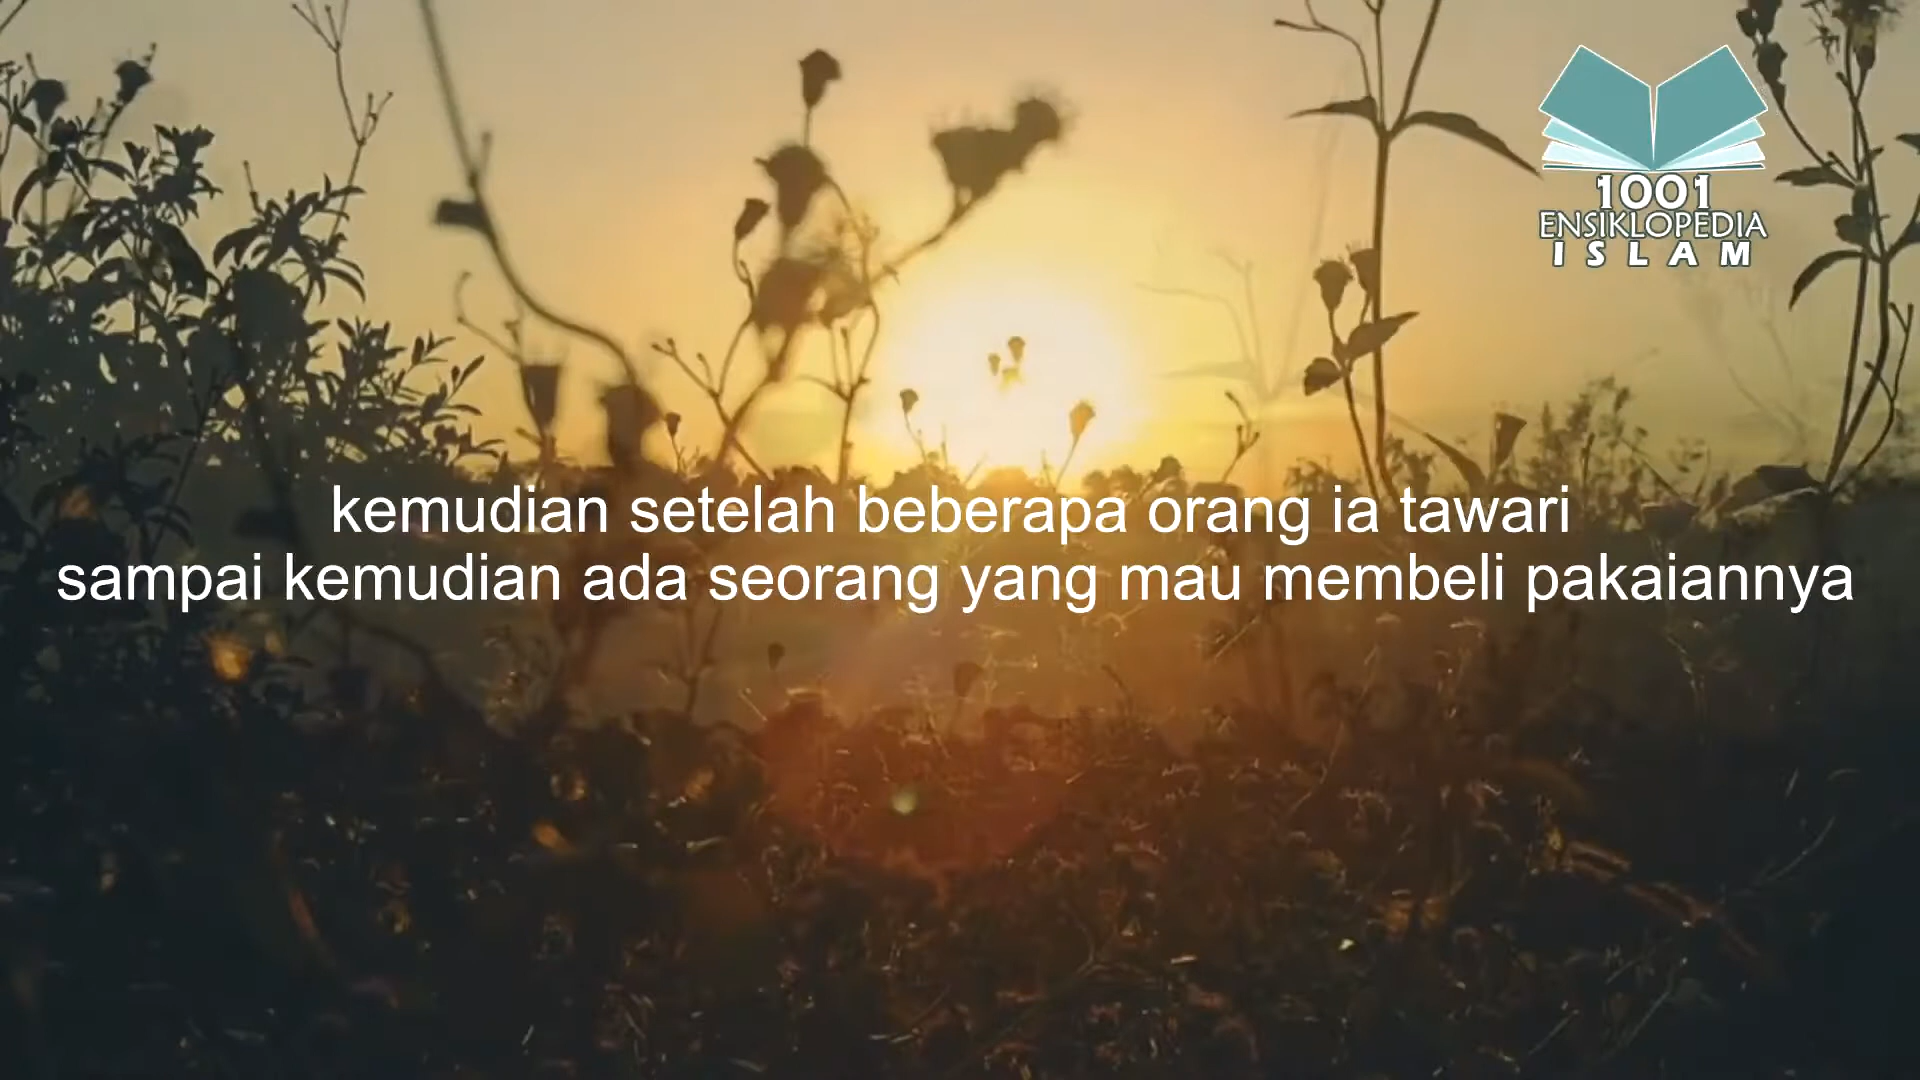 1001
ENSIKLOPEDIA
ISLAM
kemudian setelah beberapa orang ia tawari
sampai kemudian ada seorang yang mau membeli pakaiannya